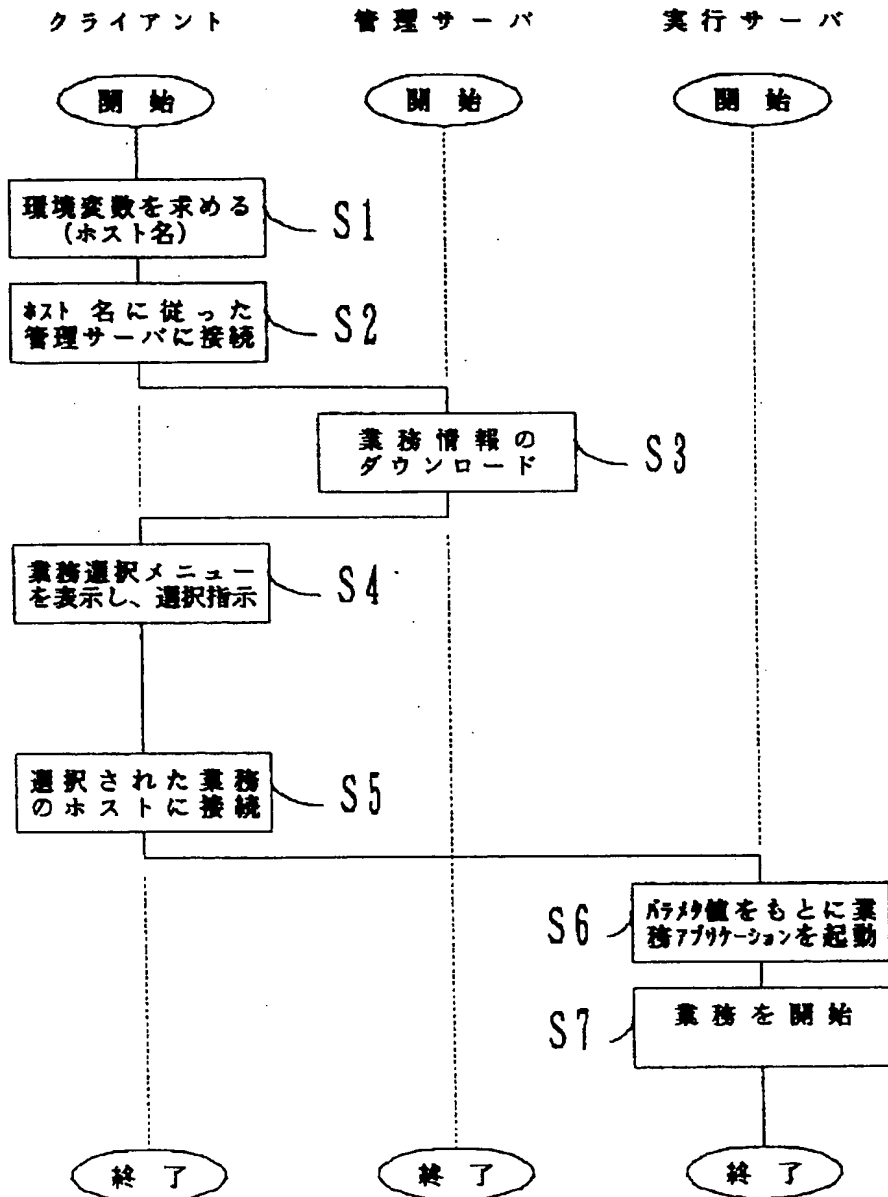 クライアント
管理サーバ
実行サーバ
開始
開始
開始
環境変数を求める
(ホスト名)
S1
ホスト名に従った
管理サーバに接続
S2
業務情報の
ダウンロード
S3
業務選択メニュー
を表示し、選択指示
S4
選択された業務
のホストに接続
S5
パラメタ値をもとに業
務アプリケーションを起動
S6
業務を開始
S7
終了
終了
終了